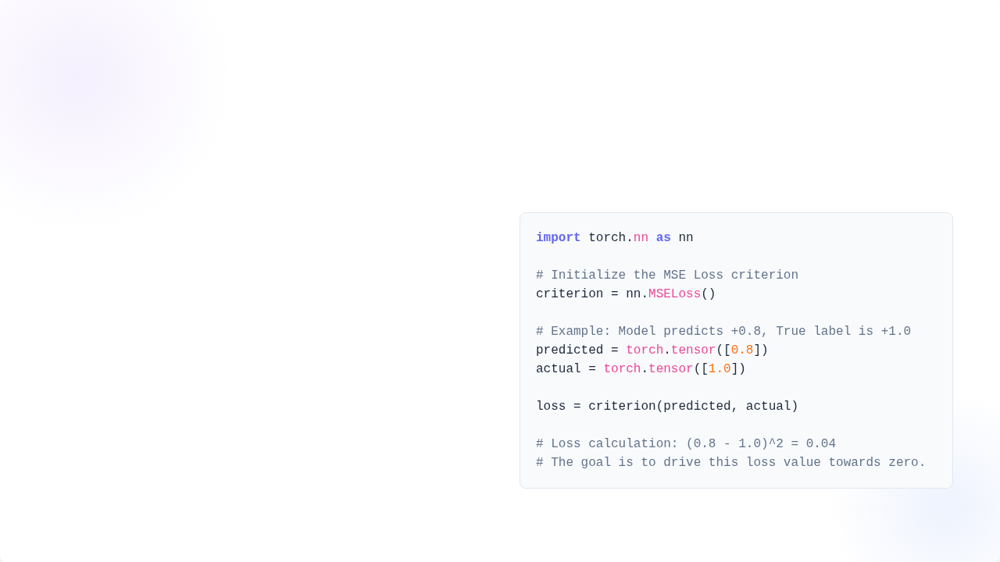 import torch.nn as nn
# Initialize the MSE Loss criterion
criterion = nn.MSELoss()
# Example: Model predicts +0.8, True label is +1.0
predicted = torch.tensor([0.8])
actual = torch.tensor([1.0])
loss = criterion(predicted, actual)
# Loss calculation: (0.8 - 1.0)^2 = 0.04
# The goal is to drive this loss value towards zero.